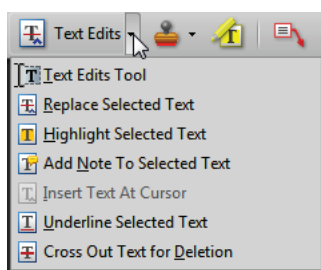 Text Edits
Text Edits Tool
Replace Selected Text
Highlight Selected Text
Add Note To Selected Text
Insert Text At Cursor
Underline Selected Text
Cross Out Text for Deletion